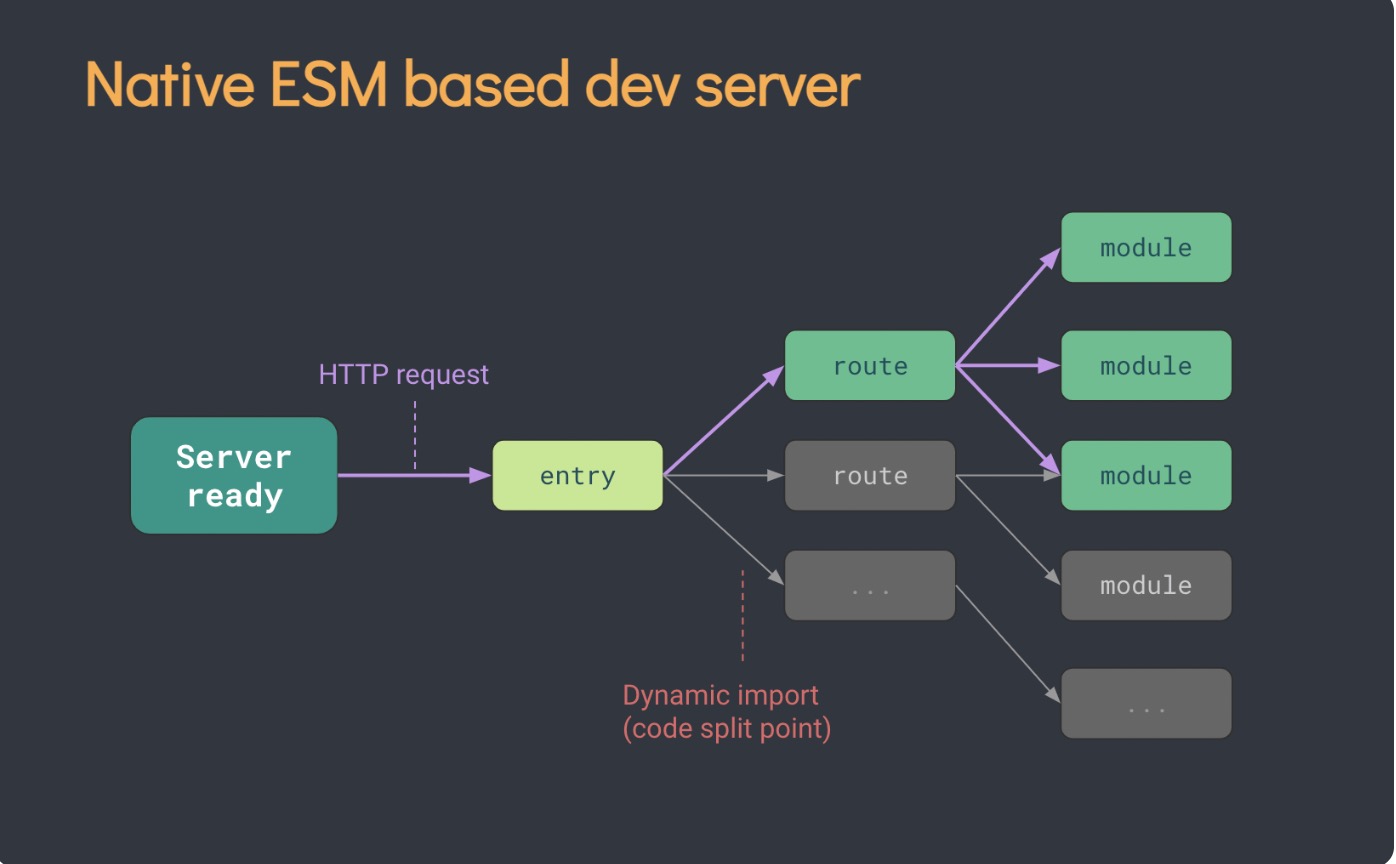 Native ESM based dev server
module
HTTP request
route
module
Server
ready
entry
route
module
...
module
Dynamic import
(code split point)
...